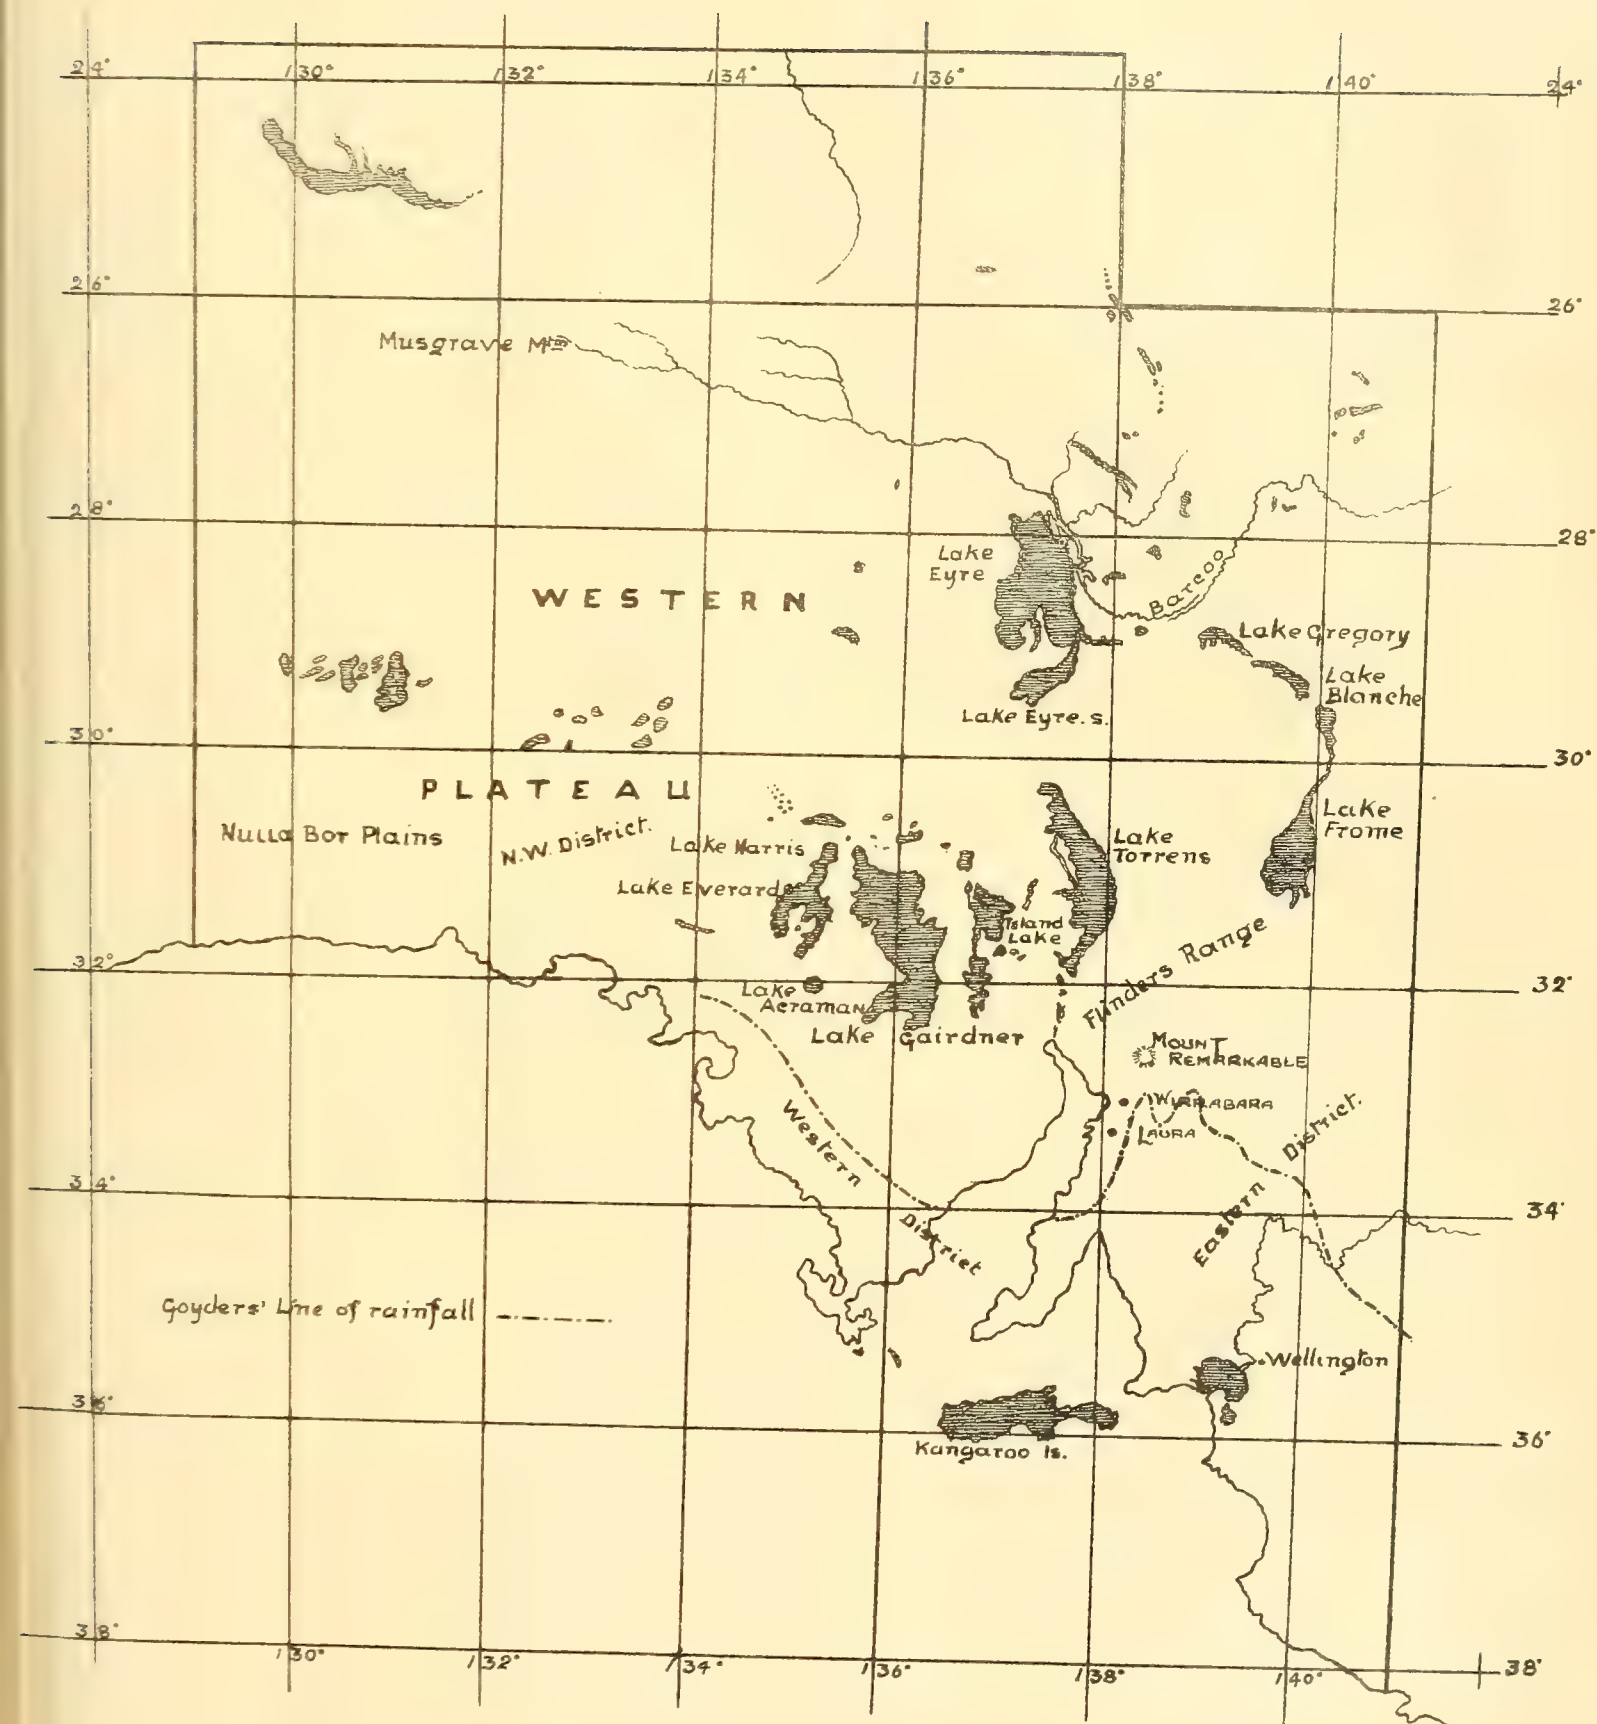 24° 130° 132° 134° 136° 138° 140° 24°
26° 26°
Musgrave Mts
28° 28°
Lake
Eyre
Barcoo
WESTERN
Lake Gregory
Lake
Blanche
Lake Eyre. S.
30° 30°
PLATEAU
Nulla Bor Plains
N.W. District.
Lake Harris
Lake Everard
Lake
Torrens
Lake
Frome
Island
Lake
Flinders Range
32° 32°
Lake
Acraman
Lake Gairdner
MOUNT
REMARKABLE
WIRRABARA
LAURA
Western
District
Eastern
District.
34° 34°
Goyders' Line of rainfall
Wellington
36° 36°
Kangaroo Is.
38° 130° 132° 134° 136° 138° 140° 38°